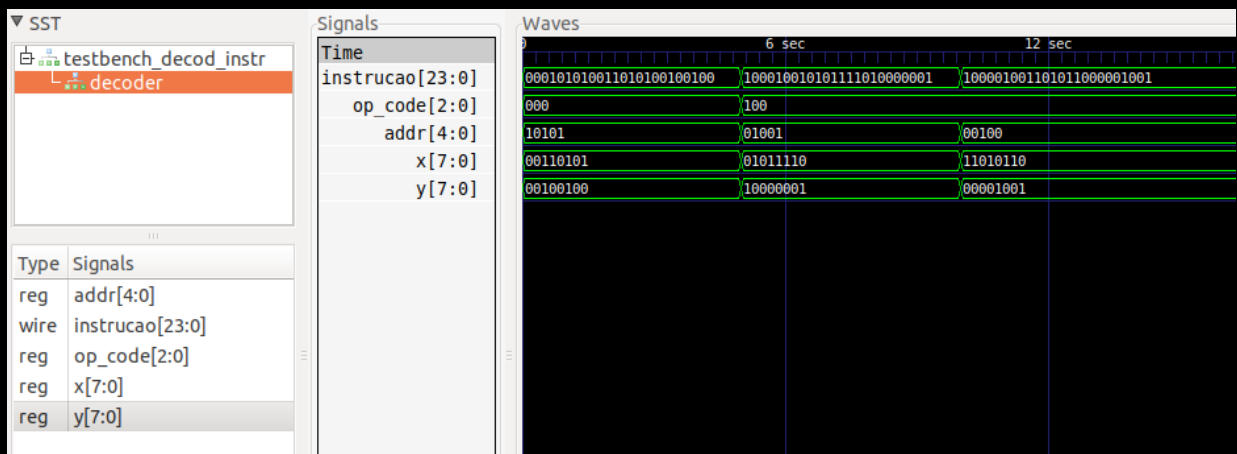 SST
testbench_decod_instr
decoder
Type Signals
reg addr[4:0]
wire instrucao[23:0]
reg op_code[2:0]
reg x[7:0]
reg y[7:0]
Signals
Time
instrucao[23:0]
op_code[2:0]
addr[4:0]
x[7:0]
y[7:0]
Waves
6 sec 12 sec
000101010011010100100100 100010010101111010000001 100001001101011000001001
000 100
10101 01001 00100
00110101 01011110 11010110
00100100 10000001 00001001